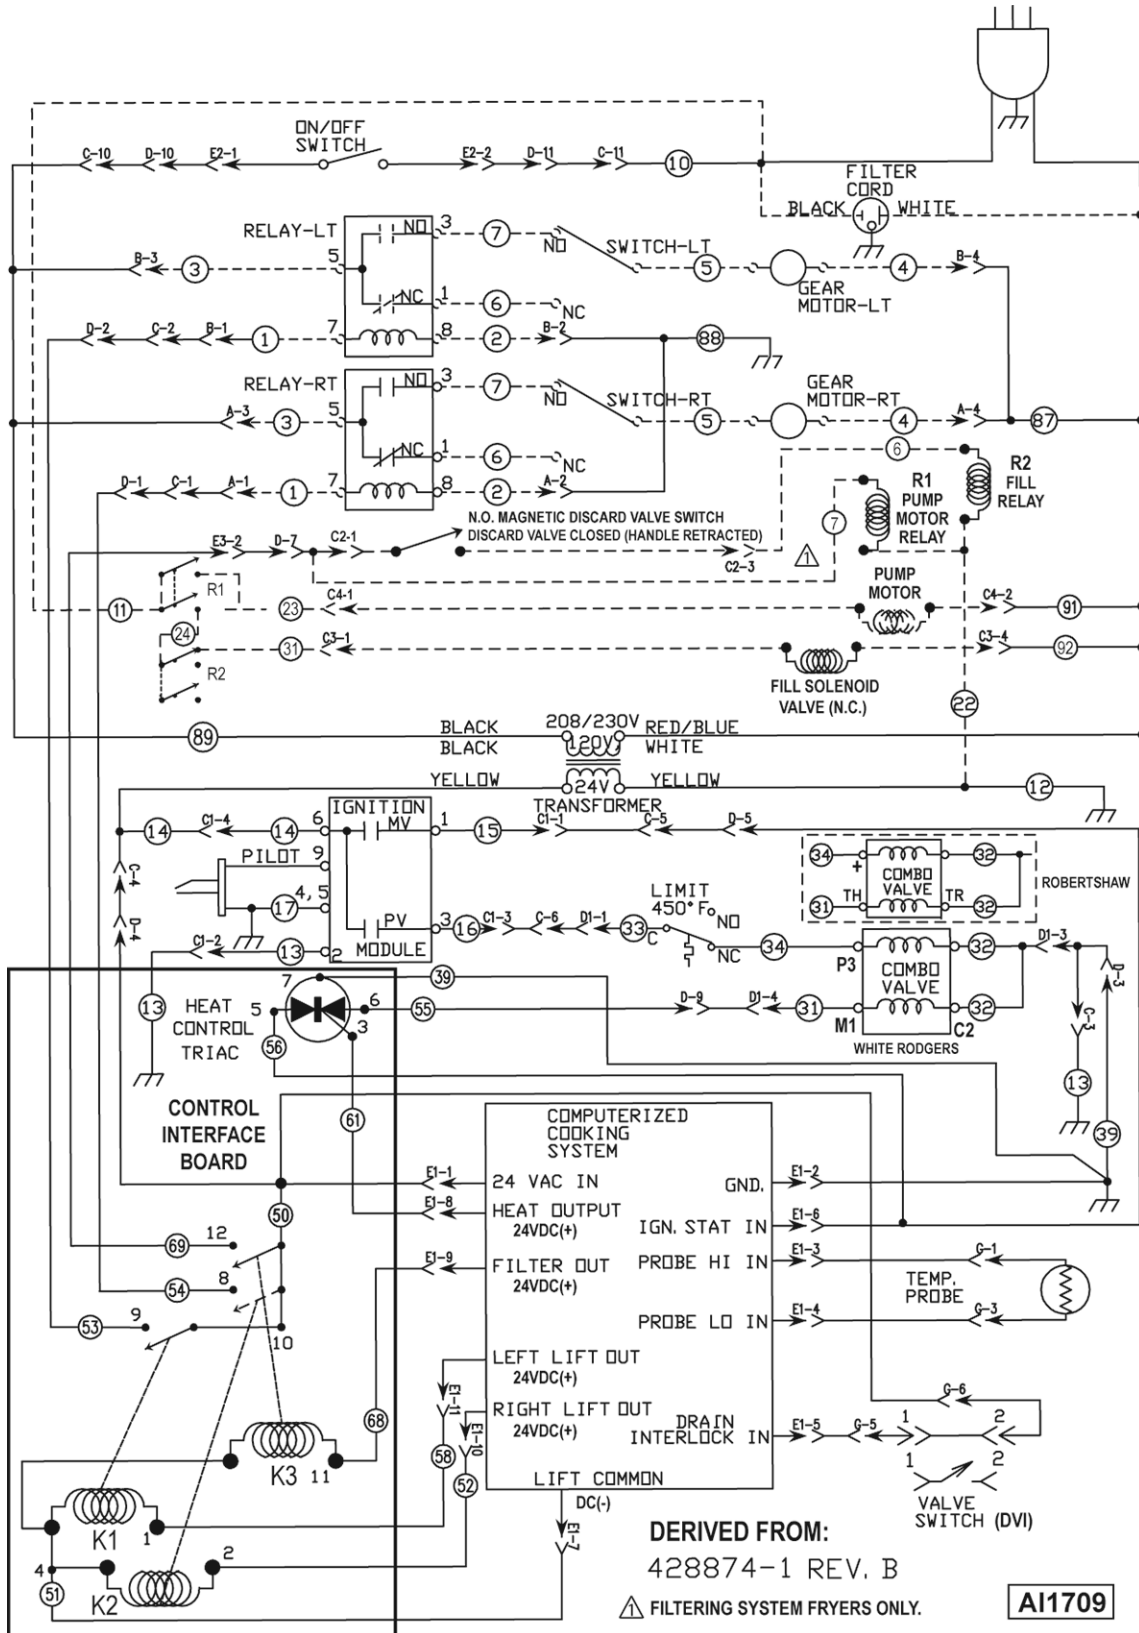 ON/OFF
SWITCH
C-10 D-10 E2-1 E2-2 D-11 C-11 10
FILTER
CORD
BLACK WHITE
RELAY-LT NO 3 7 NO SWITCH-LT
B-3 3 5 5 4 B-4
GEAR
MOTOR-LT
NC 1 6 NC
D-2 C-2 B-1 1 7 8 2 B-2 88
RELAY-RT NO 3 7 NO SWITCH-RT
GEAR
MOTOR-RT
A-3 3 5 5 4 A-4 87
NC 1 6 NC
6
D-1 C-1 A-1 1 7 8 2 A-2
R1
PUMP
MOTOR
RELAY
R2
FILL
RELAY
7
1
N.O. MAGNETIC DISCARD VALVE SWITCH
DISCARD VALVE CLOSED (HANDLE RETRACTED)
E3-2 D-7 C2-1 C2-3
PUMP
MOTOR
R1
11 23 C4-1 C4-2 91
24 31 C3-1 C3-4 92
R2
FILL SOLENOID
VALVE (N.C.)
22
89 BLACK 208/230V RED/BLUE
BLACK 120V WHITE
YELLOW 24V YELLOW 12
TRANSFORMER
IGNITION
MV
14 C1-4 14 6 1 15 C1-1 C-5 D-5
PILOT 9
4, 5
17
C-4
D-4
PV
MODULE
3 16 C1-3 C-6 D1-1 33 C
LIMIT
450°F NO
NC 34
C1-2 13 2
34 + COMBO
VALVE 32
31 TH TR 32
ROBERTSHAW
P3 COMBO
VALVE 32 D1-3
D-9 D1-4 31 M1 C2 32
WHITE RODGERS
D-3
C-3
13
39
13
HEAT
CONTROL
TRIAC
7 39
5 6 55
3
56
61
CONTROL
INTERFACE
BOARD
COMPUTERIZED
COOKING
SYSTEM
E1-1 24 VAC IN GND. E1-2
E1-8 HEAT OUTPUT
24VDC(+)
IGN. STAT IN E1-6
E1-9 FILTER OUT
24VDC(+)
PROBE HI IN E1-3 G-1
TEMP.
PROBE
PROBE LO IN E1-4 G-3
50
69 12
54 8
53 9
10
LEFT LIFT OUT
24VDC(+)
E1-11
RIGHT LIFT OUT
24VDC(+)
E1-10
DRAIN
INTERLOCK IN E1-5 G-5 1 2
G-6
1 2
VALVE
SWITCH (DVI)
LIFT COMMON
DC(-)
E1-7
68
58
52
K3 11
K1 1
4 2
51
K2
DERIVED FROM:
428874-1 REV. B
1 FILTERING SYSTEM FRYERS ONLY.
AI1709